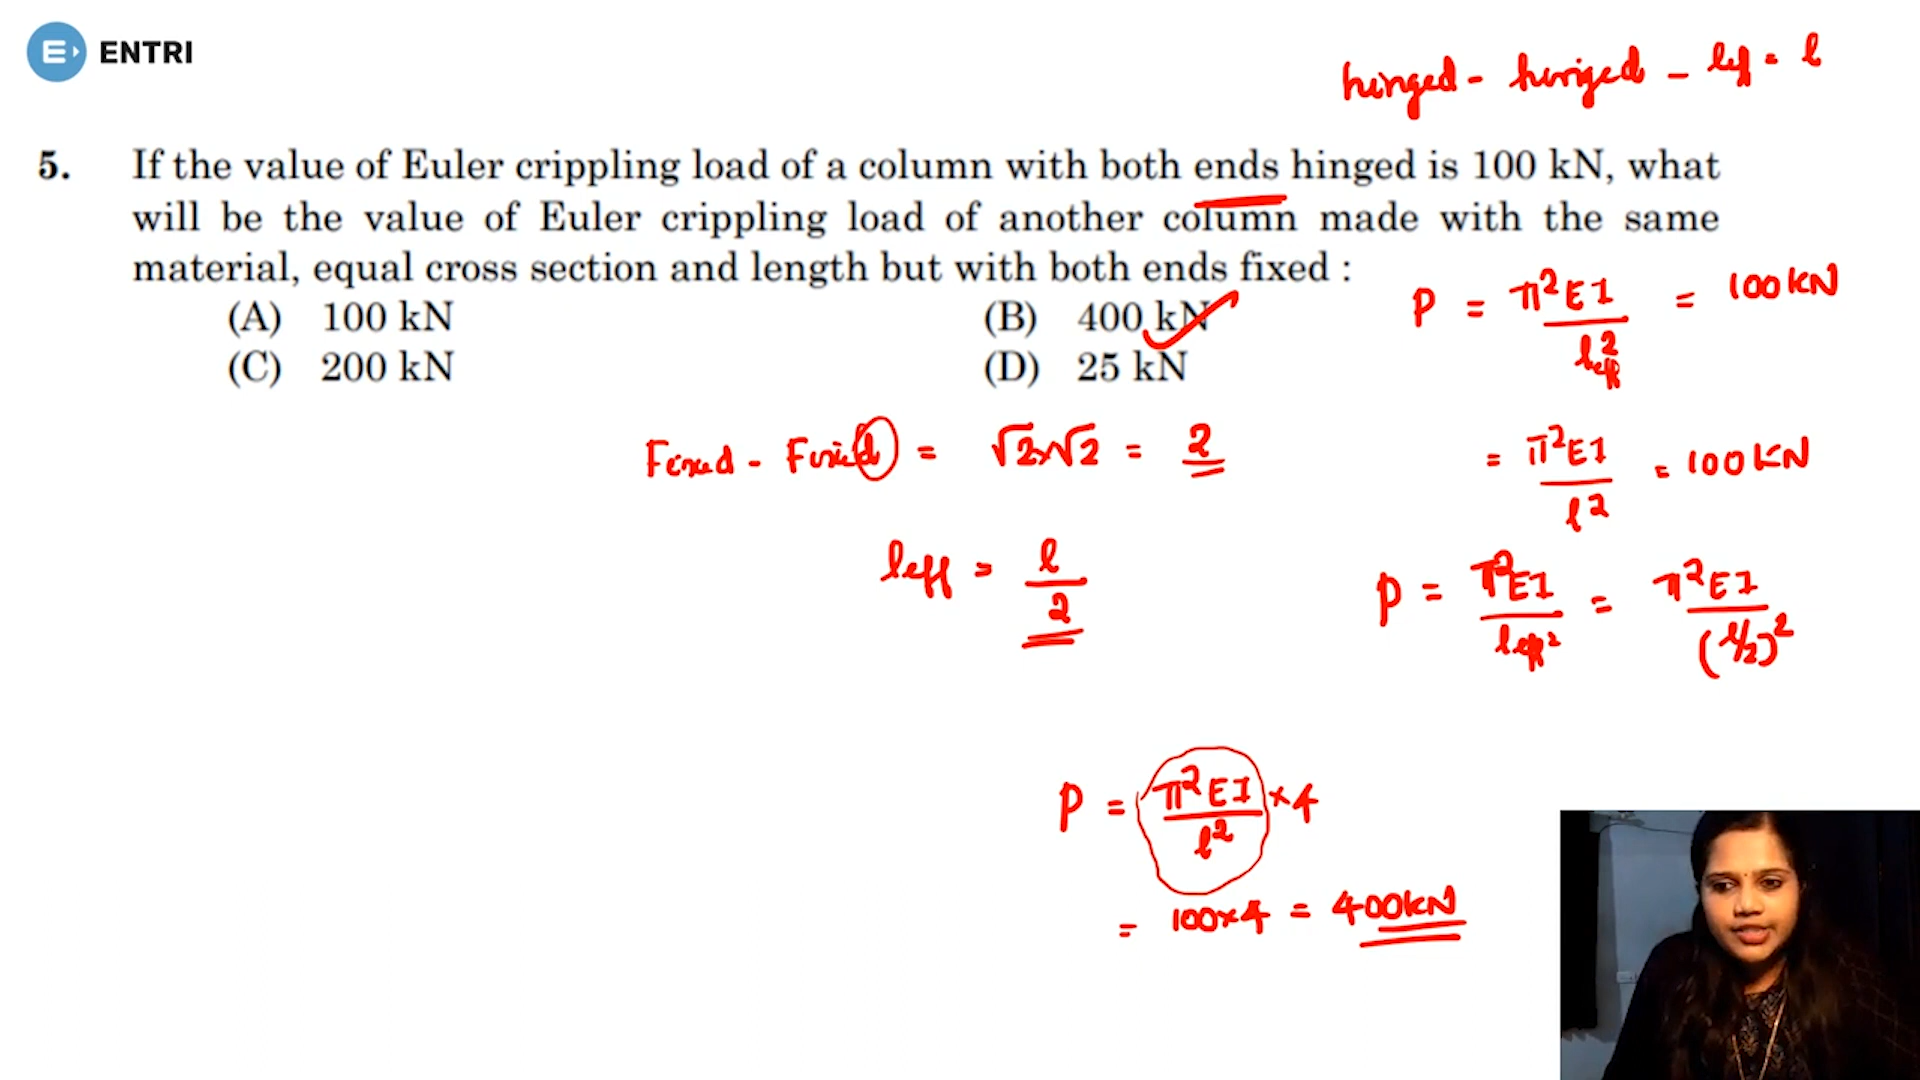 ENTRI
hinged - hinged - leff = l
5. If the value of Euler crippling load of a column with both ends hinged is 100 kN, what
will be the value of Euler crippling load of another column made with the same
material, equal cross section and length but with both ends fixed :
(A) 100 kN (B) 400 kN
(C) 200 kN (D) 25 kN
P = π²EI / leff² = 100KN
Fixed - Fixed = √2×√2 = 2
= π²EI / l² = 100KN
leff = l / 2
P = π²EI / leff² = π²EI / (l/2)²
P = π²EI / l² × 4
= 100×4 = 400KN